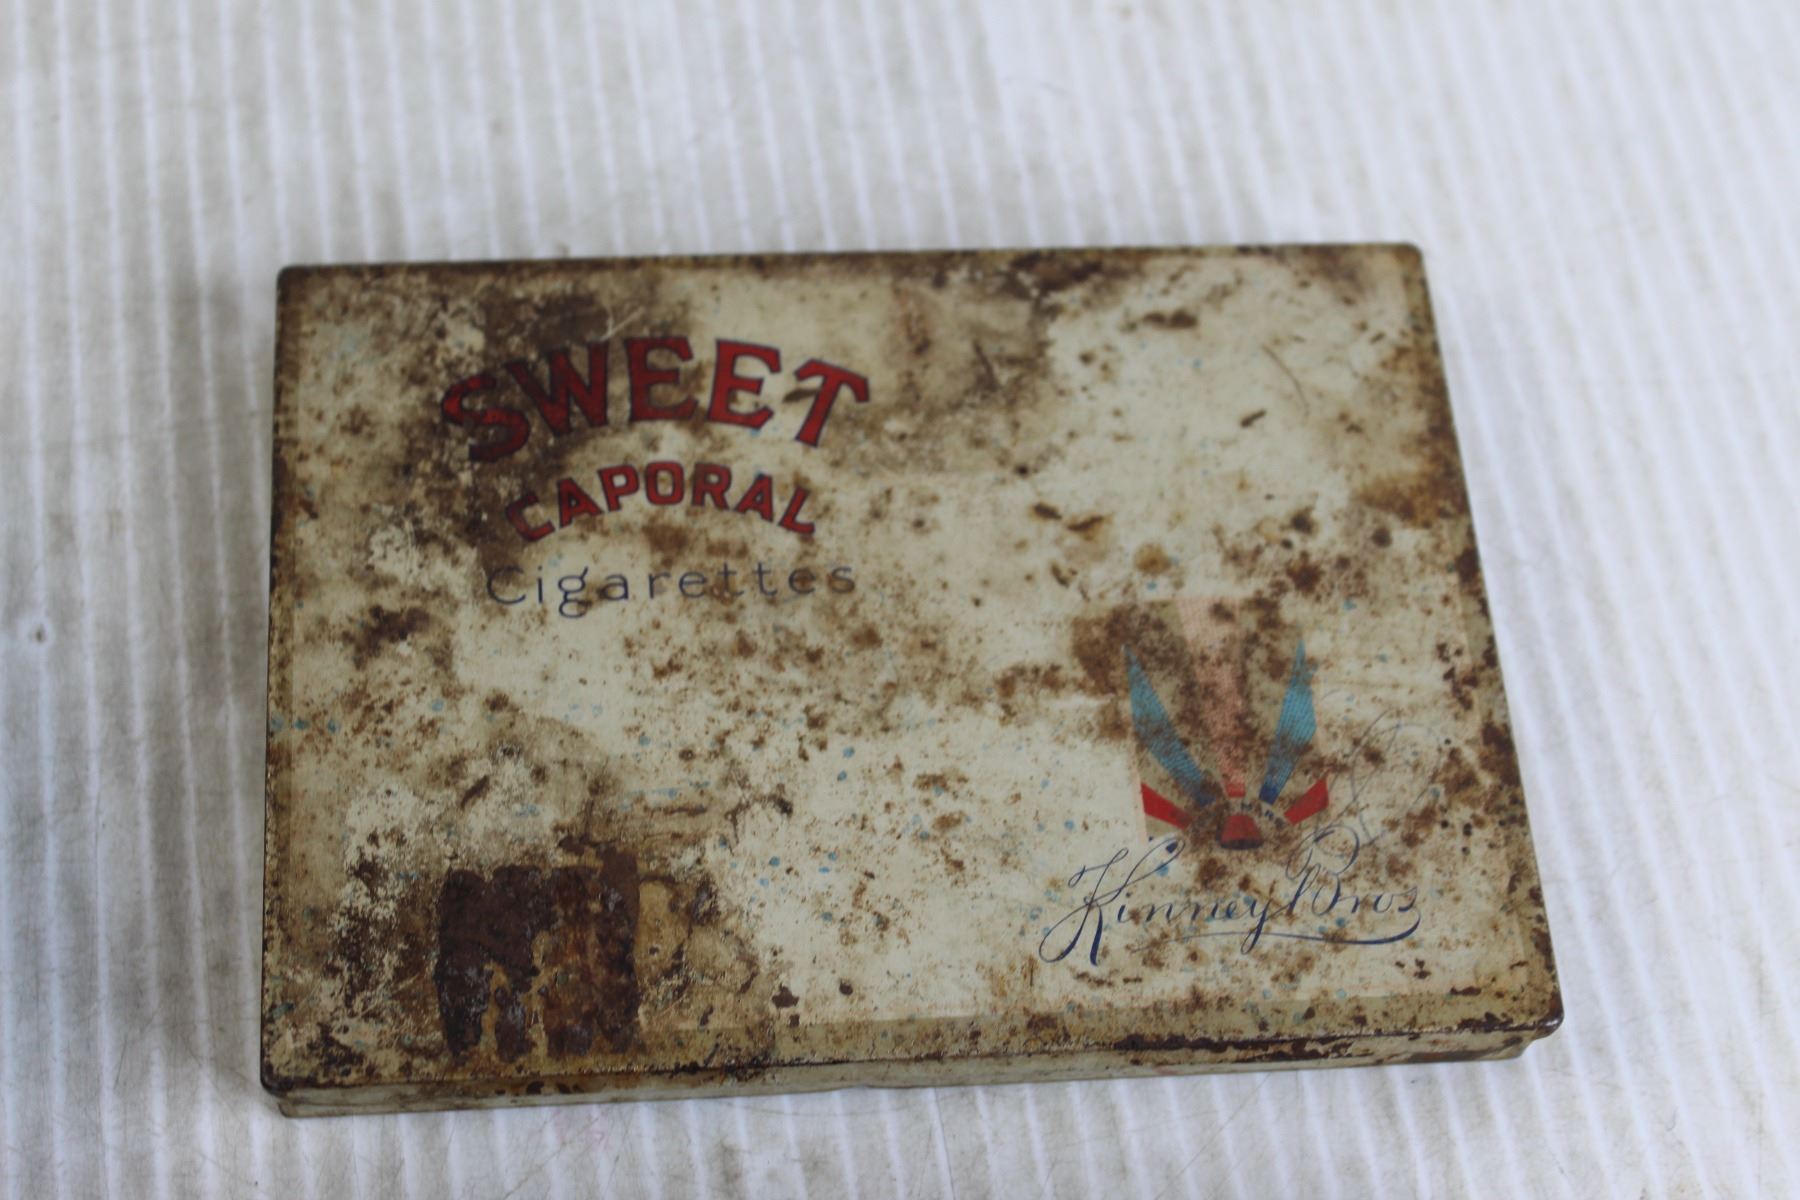 SWEET
CAPORAL
Cigarettes
Kinney Bros